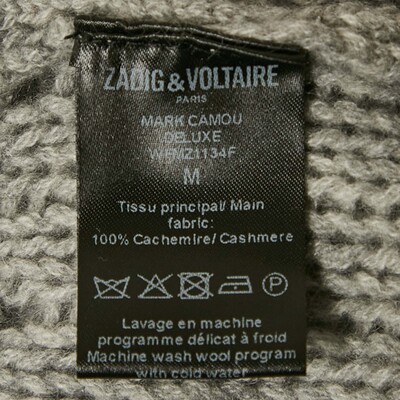 ZADIG & VOLTAIRE
PARIS
MARK CAMOU
DELUXE
WFMZ1134F
M
Tissu principal/ Main
fabric:
100% Cachemire/ Cashmere
P
Lavage en machine
programme délicat à froid
Machine wash wool program
with cold water